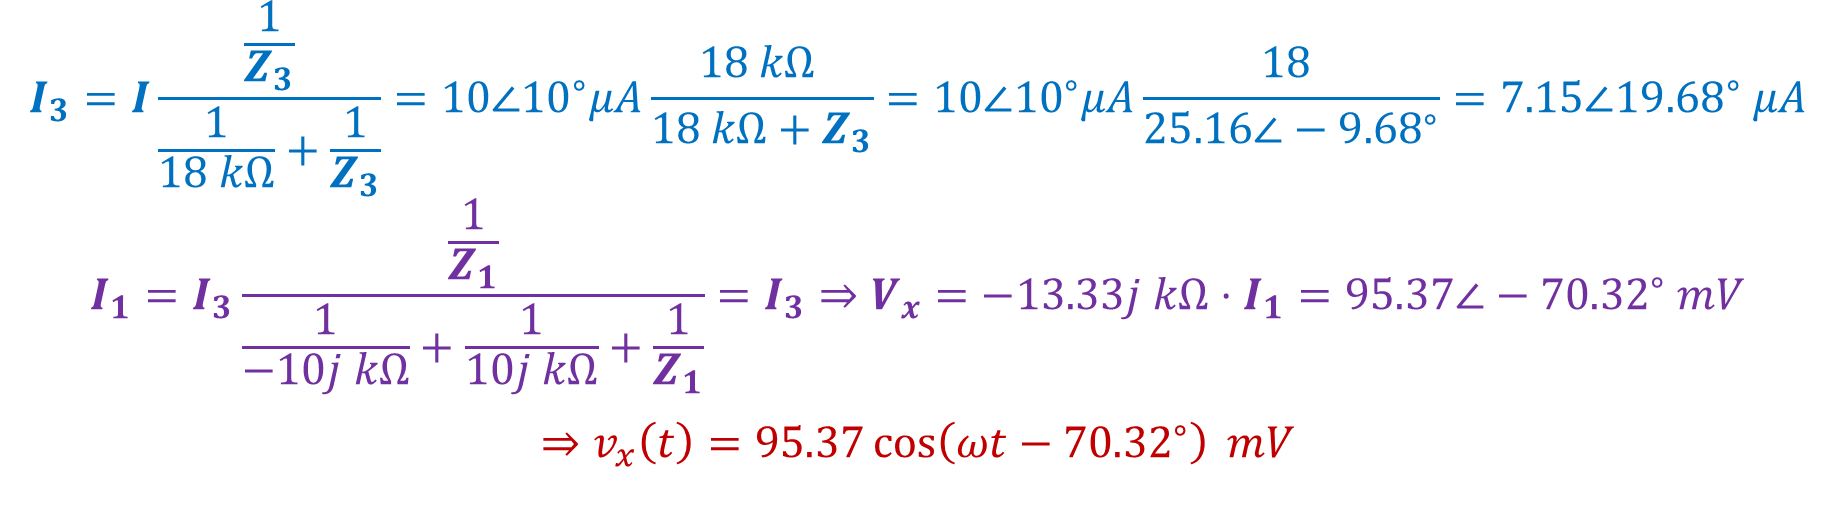 I₃ = I (1/Z₃)/(1/(18 kΩ) + 1/Z₃) = 10∠10°μA (18 kΩ)/(18 kΩ + Z₃) = 10∠10°μA 18/(25.16∠ − 9.68°) = 7.15∠19.68° μA
I₁ = I₃ (1/Z₁)/(1/(−10j kΩ) + 1/(10j kΩ) + 1/Z₁) = I₃ ⇒ Vₓ = −13.33j kΩ · I₁ = 95.37∠ − 70.32° mV
⇒ vₓ(t) = 95.37 cos(ωt − 70.32°) mV